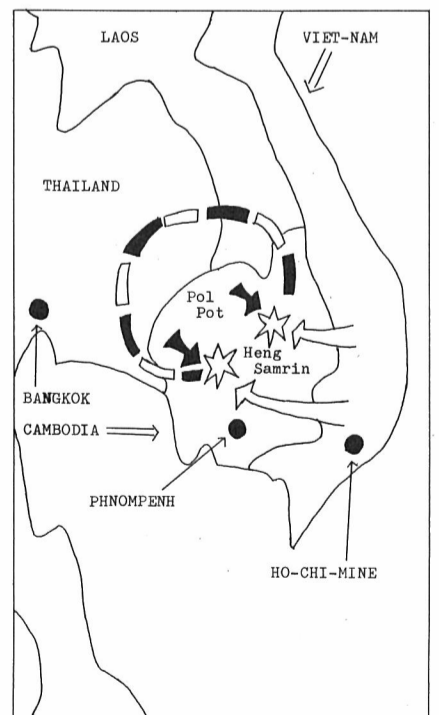 LAOS
VIET-NAM
THAILAND
Pol
Pot
Heng
Samrin
BANGKOK
CAMBODIA
PHNOMPENH
HO-CHI-MINE